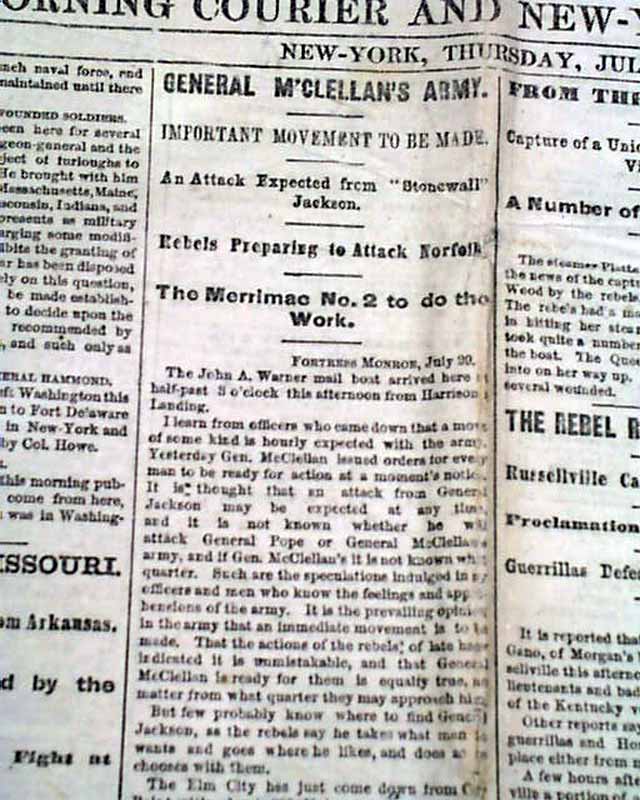 ORNING COURIER AND NEW-
NEW-YORK, THURSDAY, JUL
such naval force, and
maintained until there
WOUNDED SOLDIERS.
been here for several
geon-general and the
ject of furloughs to
He brought with him
Massachusetts, Maine,
isconsin, Indiana, and
presents as military
arging some modifi-
ibits the granting of
ar has been disposed
ely on this question,
be made establish-
to decide upon the
recommended by
, and such only as
ERAL HAMMOND.
eft Washington this
n to Fort Delaware
in New-York and
by Col. Howe.
this morning pub-
come from here,
was in Washing-
ISSOURI.
om Arkansas.
d by the
Fight at
GENERAL M'CLELLAN'S ARMY.
IMPORTANT MOVEMENT TO BE MADE.
An Attack Expected from "Stonewall"
Jackson.
Rebels Preparing to Attack Norfolk
The Merrimac No. 2 to do the
Work.
FORTRESS MONROE, July 29.
The John A. Warner mail boat arrived here
half-past 3 o'clock this afternoon from Harrison
Landing.
I learn from officers who came down that a move
of some kind is hourly expected with the army.
Yesterday Gen. McClellan issued orders for every
man to be ready for action at a moment's notice.
It is thought that an attack from General
Jackson may be expected at any time,
and it is not known whether he will
attack General Pope or General McClellan's
army, and if Gen. McClellan's it is not known what
quarter. Such are the speculations indulged in by
officers and men who know the feelings and appre
hensions of the army. It is the prevailing opinion
in the army that an immediate movement is to be
made. That the actions of the rebels of late have
indicated it is unmistakable, and that General
McClellan is ready for them is equally true, no
matter from what quarter they may approach him.
But few probably know where to find General
Jackson, as the rebels say he takes what men he
wants and goes where he likes, and does as he
chooses with them.
The Elm City has just come down from City
FROM THE
Capture of a Unio
Vi
A Number of
The steamer Platte
the news of the capt
Wood by the rebel
The rebels had a ma
in hitting her stea
took quite a number
the boat. The Que
into on her way up.
several wounded.
THE REBEL R
Russellville Ca
Proclamation
Guerrillas Defe
It is reported that
Gano, of Morgan's
sellville this afterno
lieutenants and bad
of the Kentucky v
Other reports say
guerrillas and Ho
place either from n
A few hours afte
ville a portion of